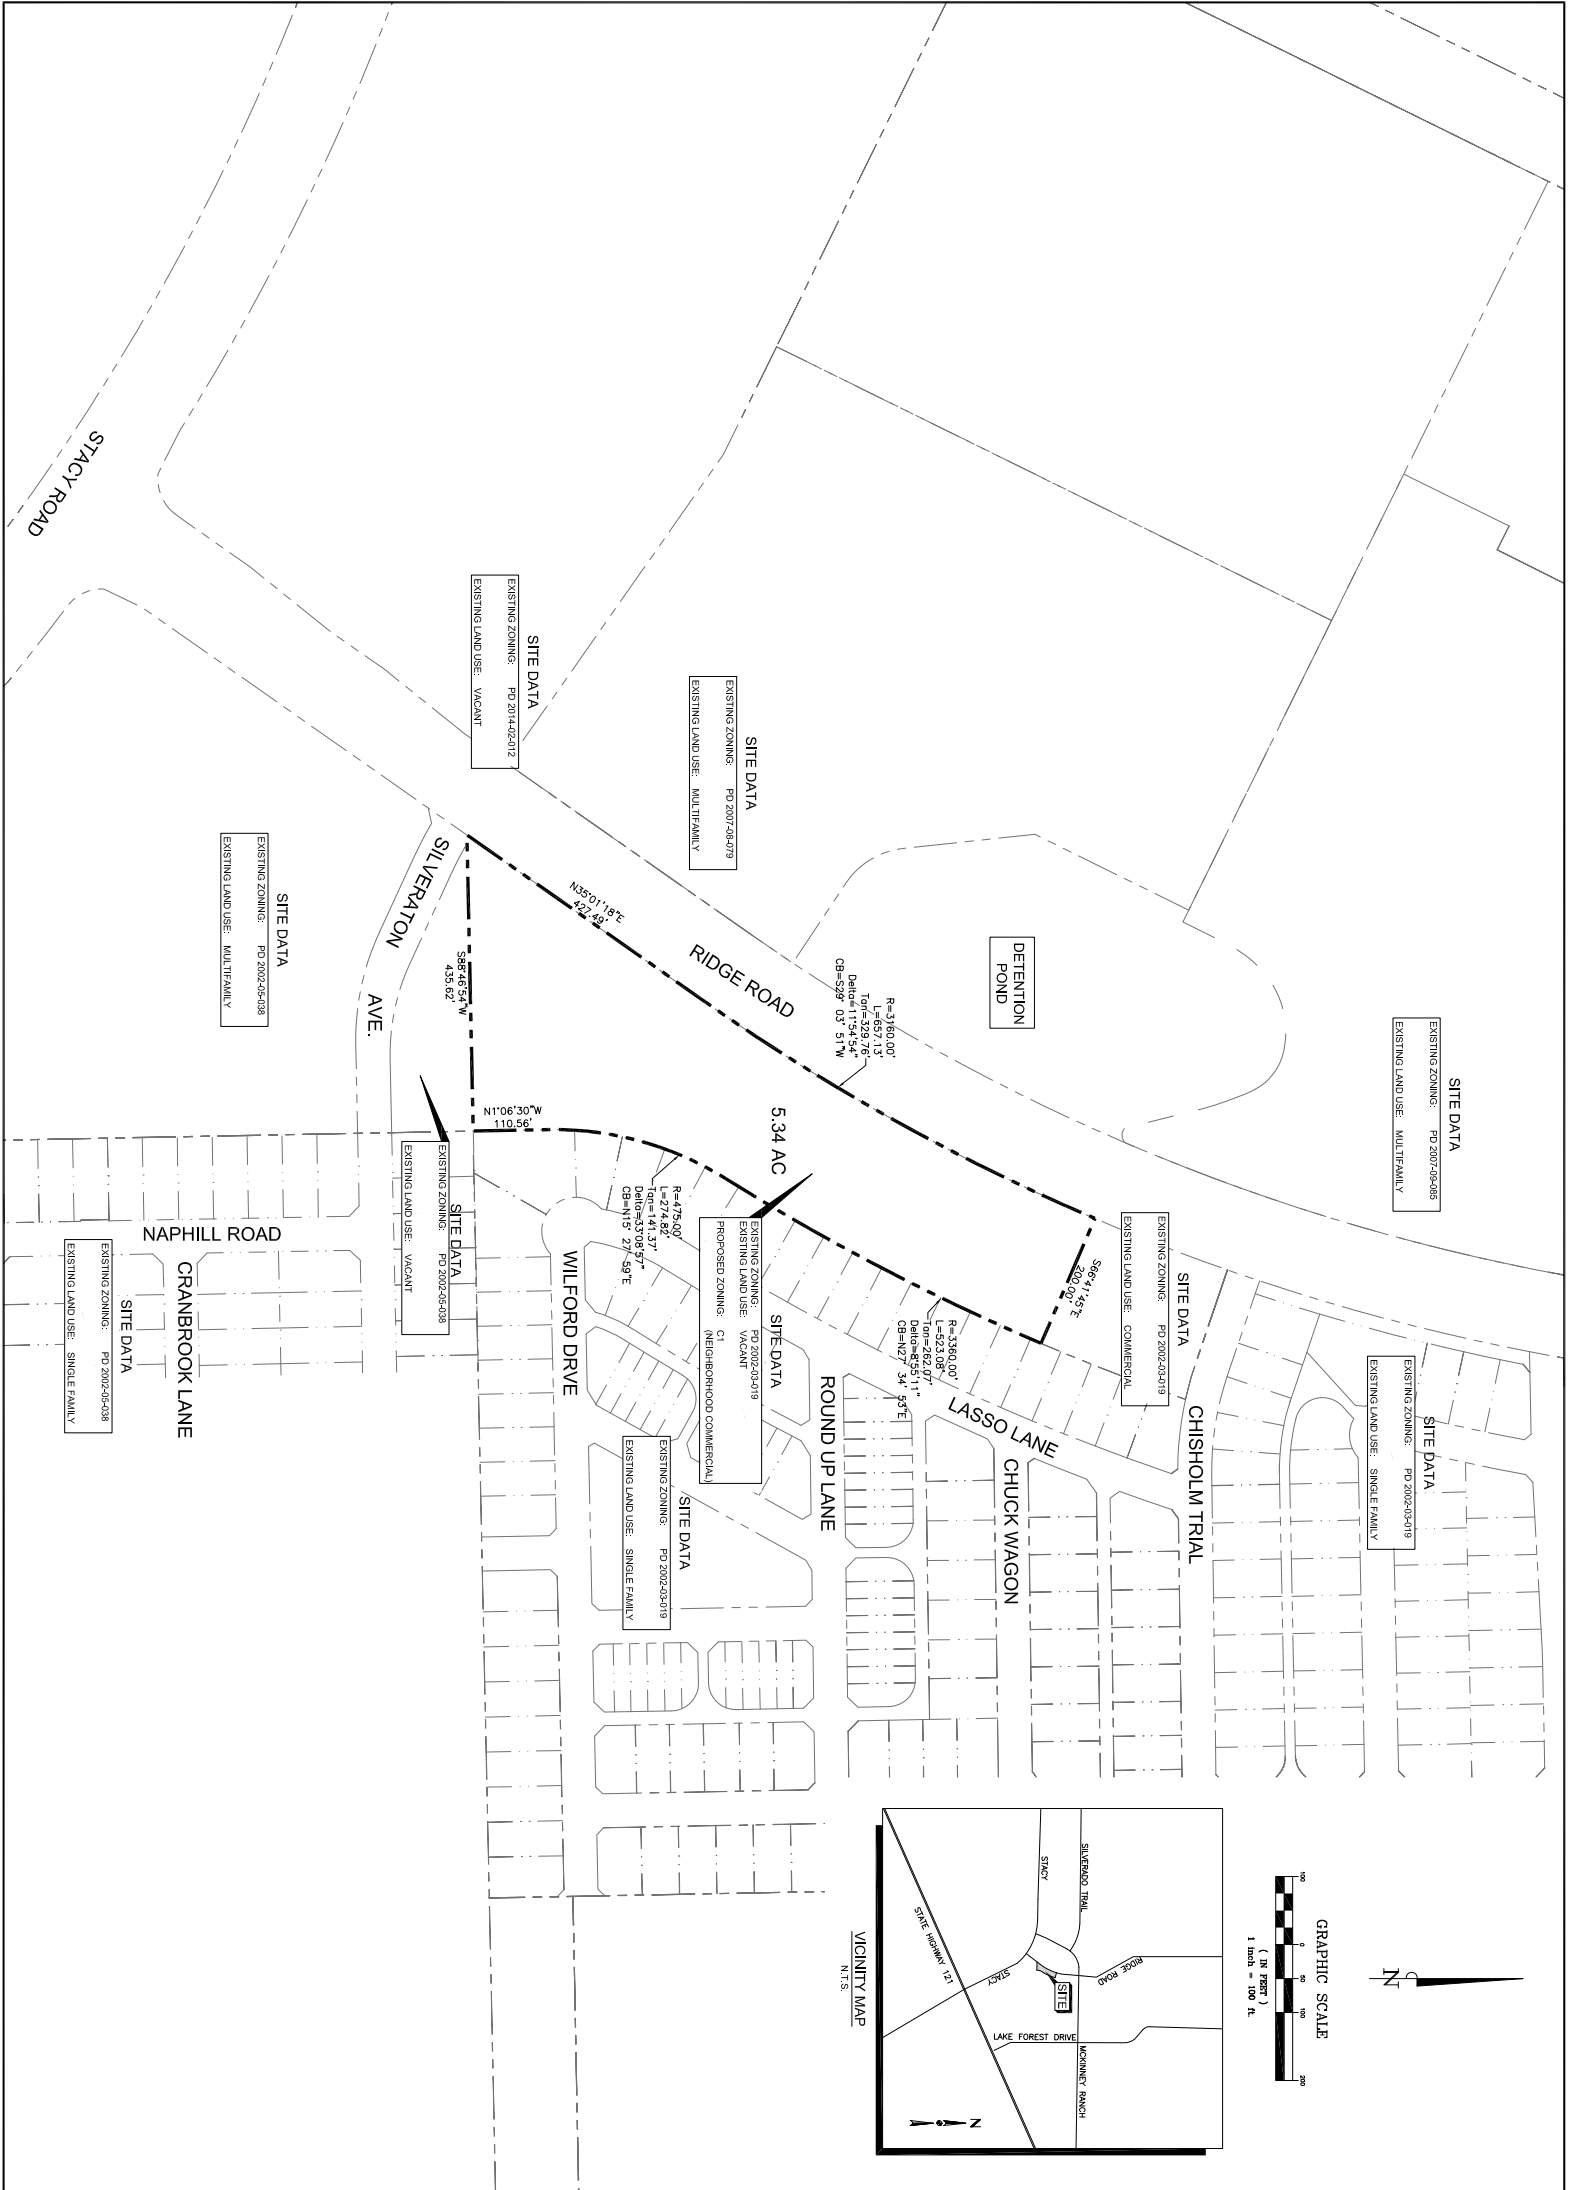 STACY ROAD
SITE DATA
EXISTING ZONING: PD 2014-02-012
EXISTING LAND USE: VACANT
SITE DATA
EXISTING ZONING: PD 2007-08-079
EXISTING LAND USE: MULTIFAMILY
SITE DATA
EXISTING ZONING: PD 2002-05-038
EXISTING LAND USE: MULTIFAMILY
SILVERATON
AVE.
N35°01'18"E
427.49'
RIDGE ROAD
S88°46'54"W
435.62'
R=3160.00'
L=657.13'
Tan=329.76'
Delta=11°54'54"
CB=S29° 03' 51"W
DETENTION
POND
SITE DATA
EXISTING ZONING: PD 2007-09-085
EXISTING LAND USE: MULTIFAMILY
N1°06'30"W
110.56'
5.34 AC
R=475.00'
L=274.82'
Tan=141.37'
Delta=33°08'57"
CB=N15° 27' 59"E
SITE DATA
EXISTING ZONING: PD 2002-03-019
EXISTING LAND USE: VACANT
PROPOSED ZONING: C1
(NEIGHBORHOOD COMMERCIAL)
S66°41'45"E
200.00'
R=3360.00'
L=523.08'
Tan=262.07'
Delta=8°55'11"
CB=N27° 34' 53"E
SITE DATA
EXISTING ZONING: PD 2002-03-019
EXISTING LAND USE: COMMERCIAL
SITE DATA
EXISTING ZONING: PD 2002-05-038
EXISTING LAND USE: VACANT
NAPHILL ROAD
CRANBROOK LANE
SITE DATA
EXISTING ZONING: PD 2002-05-038
EXISTING LAND USE: SINGLE FAMILY
WILFORD DRVE
ROUND UP LANE
LASSO LANE
CHUCK WAGON
CHISHOLM TRIAL
SITE DATA
EXISTING ZONING: PD 2002-03-019
EXISTING LAND USE: SINGLE FAMILY
SITE DATA
EXISTING ZONING: PD 2002-03-019
EXISTING LAND USE: SINGLE FAMILY
N
GRAPHIC SCALE
100 0 50 100 200
( IN FEET )
1 inch = 100 ft.
SILVERADO TRAIL
STACY
STATE HIGHWAY 121
STACY
RIDGE ROAD
SITE
LAKE FOREST DRIVE
MCKINNEY RANCH
N
VICINITY MAP
N.T.S.